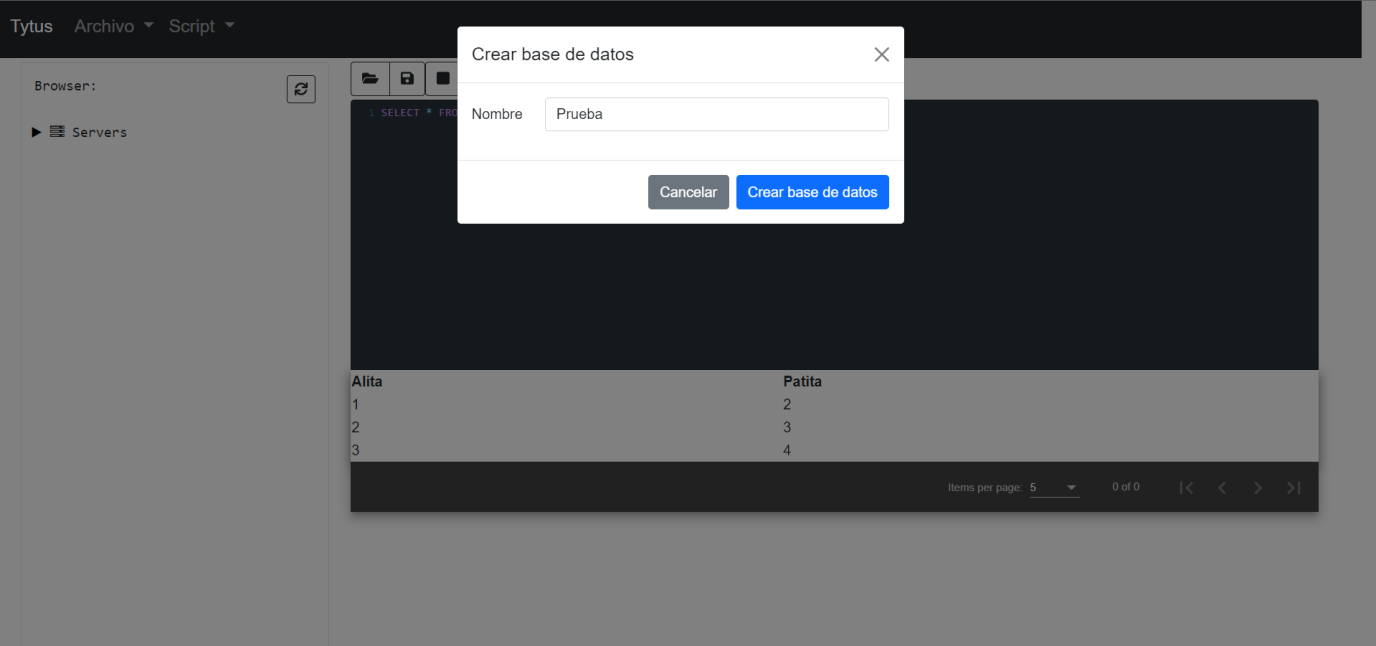 Tytus Archivo Script
Crear base de datos
Browser:
Nombre Prueba
1 SELECT * FRO
Servers
Cancelar Crear base de datos
Alita Patita
1 2
2 3
3 4
Items per page: 5 0 of 0